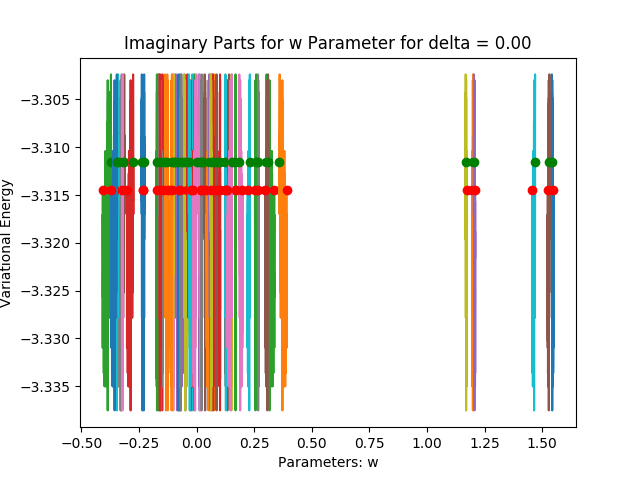 Imaginary Parts for w Parameter for delta = 0.00
Variational Energy
−3.305
−3.310
−3.315
−3.320
−3.325
−3.330
−3.335
−0.50 −0.25 0.00 0.25 0.50 0.75 1.00 1.25 1.50
Parameters: w